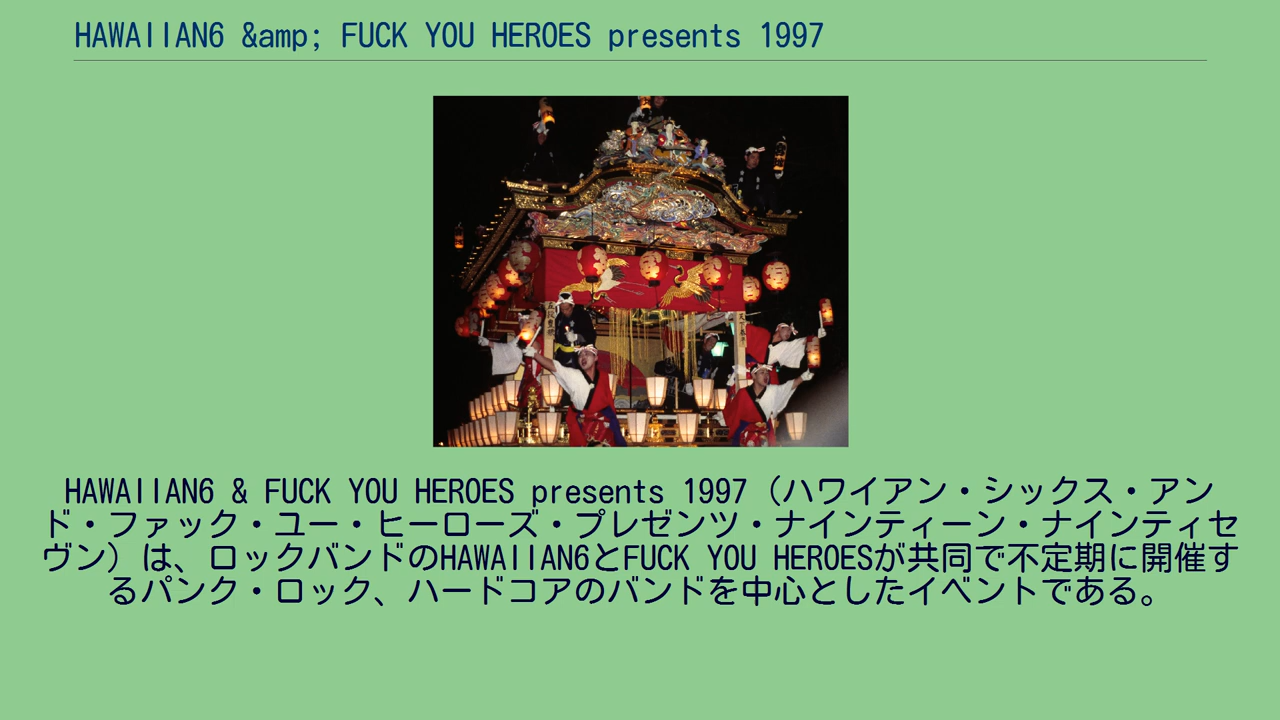 HAWAIIAN6 &amp; FUCK YOU HEROES presents 1997
HAWAIIAN6 & FUCK YOU HEROES presents 1997（ハワイアン・シックス・アン
ド・ファック・ユー・ヒーローズ・プレゼンツ・ナインティーン・ナインティセ
ヴン）は、ロックバンドのHAWAIIAN6とFUCK YOU HEROESが共同で不定期に開催す
るパンク・ロック、ハードコアのバンドを中心としたイベントである。